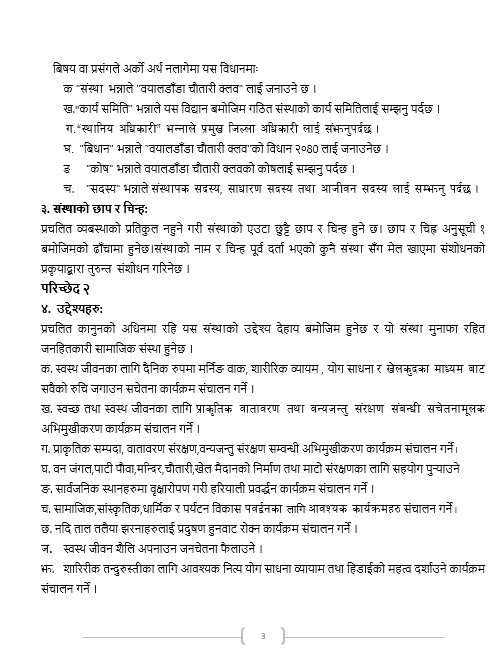 बिषय वा प्रसंगले अर्को अर्थ नलागेमा यस विधानमाः
क "संस्था भन्नाले "वयालडाँडा चौतारी क्लव" लाई जनाउने छ ।
ख."कार्य समिति" भन्नाले यस विद्यान बमोजिम गठित संस्थाको कार्य समितिलाई सम्झनु पर्दछ ।
ग."स्थानिय अधिकारी" भन्नाले प्रमुख जिल्ला अधिकारी लाई संझनुपर्दछ ।
घ. "बिधान" भन्नाले "वयालडाँडा चौतारी क्लव"को विधान २०80 लाई जनाउनेछ ।
ङ "कोष" भन्नाले वयालडाँडा चौतारी क्लवको कोषलाई सम्झनु पर्दछ ।
च. "सदस्य" भन्नाले संस्थापक सदस्य, साधारण सदस्य तथा आजीवन सदस्य लाई सम्झनु पर्दछ ।
३. संस्थाको छाप र चिन्ह:
प्रचलित व्यबस्थाको प्रतिकुल नहुने गरी संस्थाको एउटा छुट्टै छाप र चिन्ह हुने छ। छाप र चिह्न अनुसूची १
बमोजिमको ढाँचामा हुनेछ।संस्थाको नाम र चिन्ह पूर्व दर्ता भएको कुनै संस्था सँग मेल खाएमा संशोधनको
प्रकृयाद्वारा तुरुन्त संशोधन गरिनेछ ।
परिच्छेद २
४. उद्देश्यहरु:
प्रचलित कानुनको अधिनमा रहि यस संस्थाको उद्देश्य देहाय बमोजिम हुनेछ र यो संस्था मुनाफा रहित
जनहितकारी सामाजिक संस्था हुनेछ ।
क. स्वस्थ जीवनका लागि दैनिक रुपमा मर्निङ वाक, शारीरिक व्यायाम , योग साधना र खेलकुदका माध्यम बाट
सवैको रुचि जगाउन सचेतना कार्यक्रम संचालन गर्ने ।
ख. स्वच्छ तथा स्वस्थ जीवनका लागि प्राकृतिक वातावरण तथा वन्यजन्तु संरक्षण संबन्धी सचेतनामूलक
अभिमुखीकरण कार्यक्रम संचालन गर्ने ।
ग. प्राकृतिक सम्पदा, वातावरण संरक्षण,वन्यजन्तु संरक्षण सम्वन्धी अभिमुखीकरण कार्यक्रम संचालन गर्ने।
घ. वन जंगल,पाटी पौवा,मन्दिर,चौतारी,खेल मैदानको निर्माण तथा माटो संरक्षणका लागि सहयोग पुऱ्याउने
ङ. सार्वजनिक स्थानहरुमा वृक्षारोपण गरी हरियाली प्रवर्द्धन कार्यक्रम संचालन गर्ने ।
च. सामाजिक,सांस्कृतिक,धार्मिक र पर्यटन विकास प्रवर्द्धनका लागि आवश्यक कार्यक्रमहरु संचालन गर्ने।
छ. नदि ताल तलैया झरनाहरुलाई प्रदुषण हुनवाट रोक्न कार्यक्रम संचालन गर्ने ।
ज. स्वस्थ जीवन शैलि अपनाउन जनचेतना फैलाउने ।
झ. शारिरीक तन्दुरुस्तीका लागि आवश्यक नित्य योग साधना व्यायाम तथा हिडाईको महत्व दर्शाउने कार्यक्रम
संचालन गर्ने ।
3